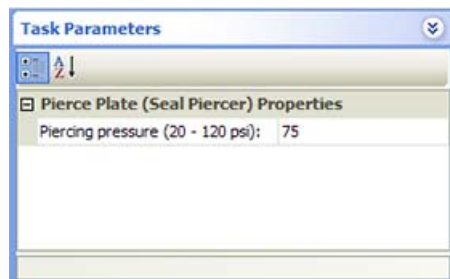 Task Parameters
A
Z
Pierce Plate (Seal Piercer) Properties
Piercing pressure (20 - 120 psi): 75